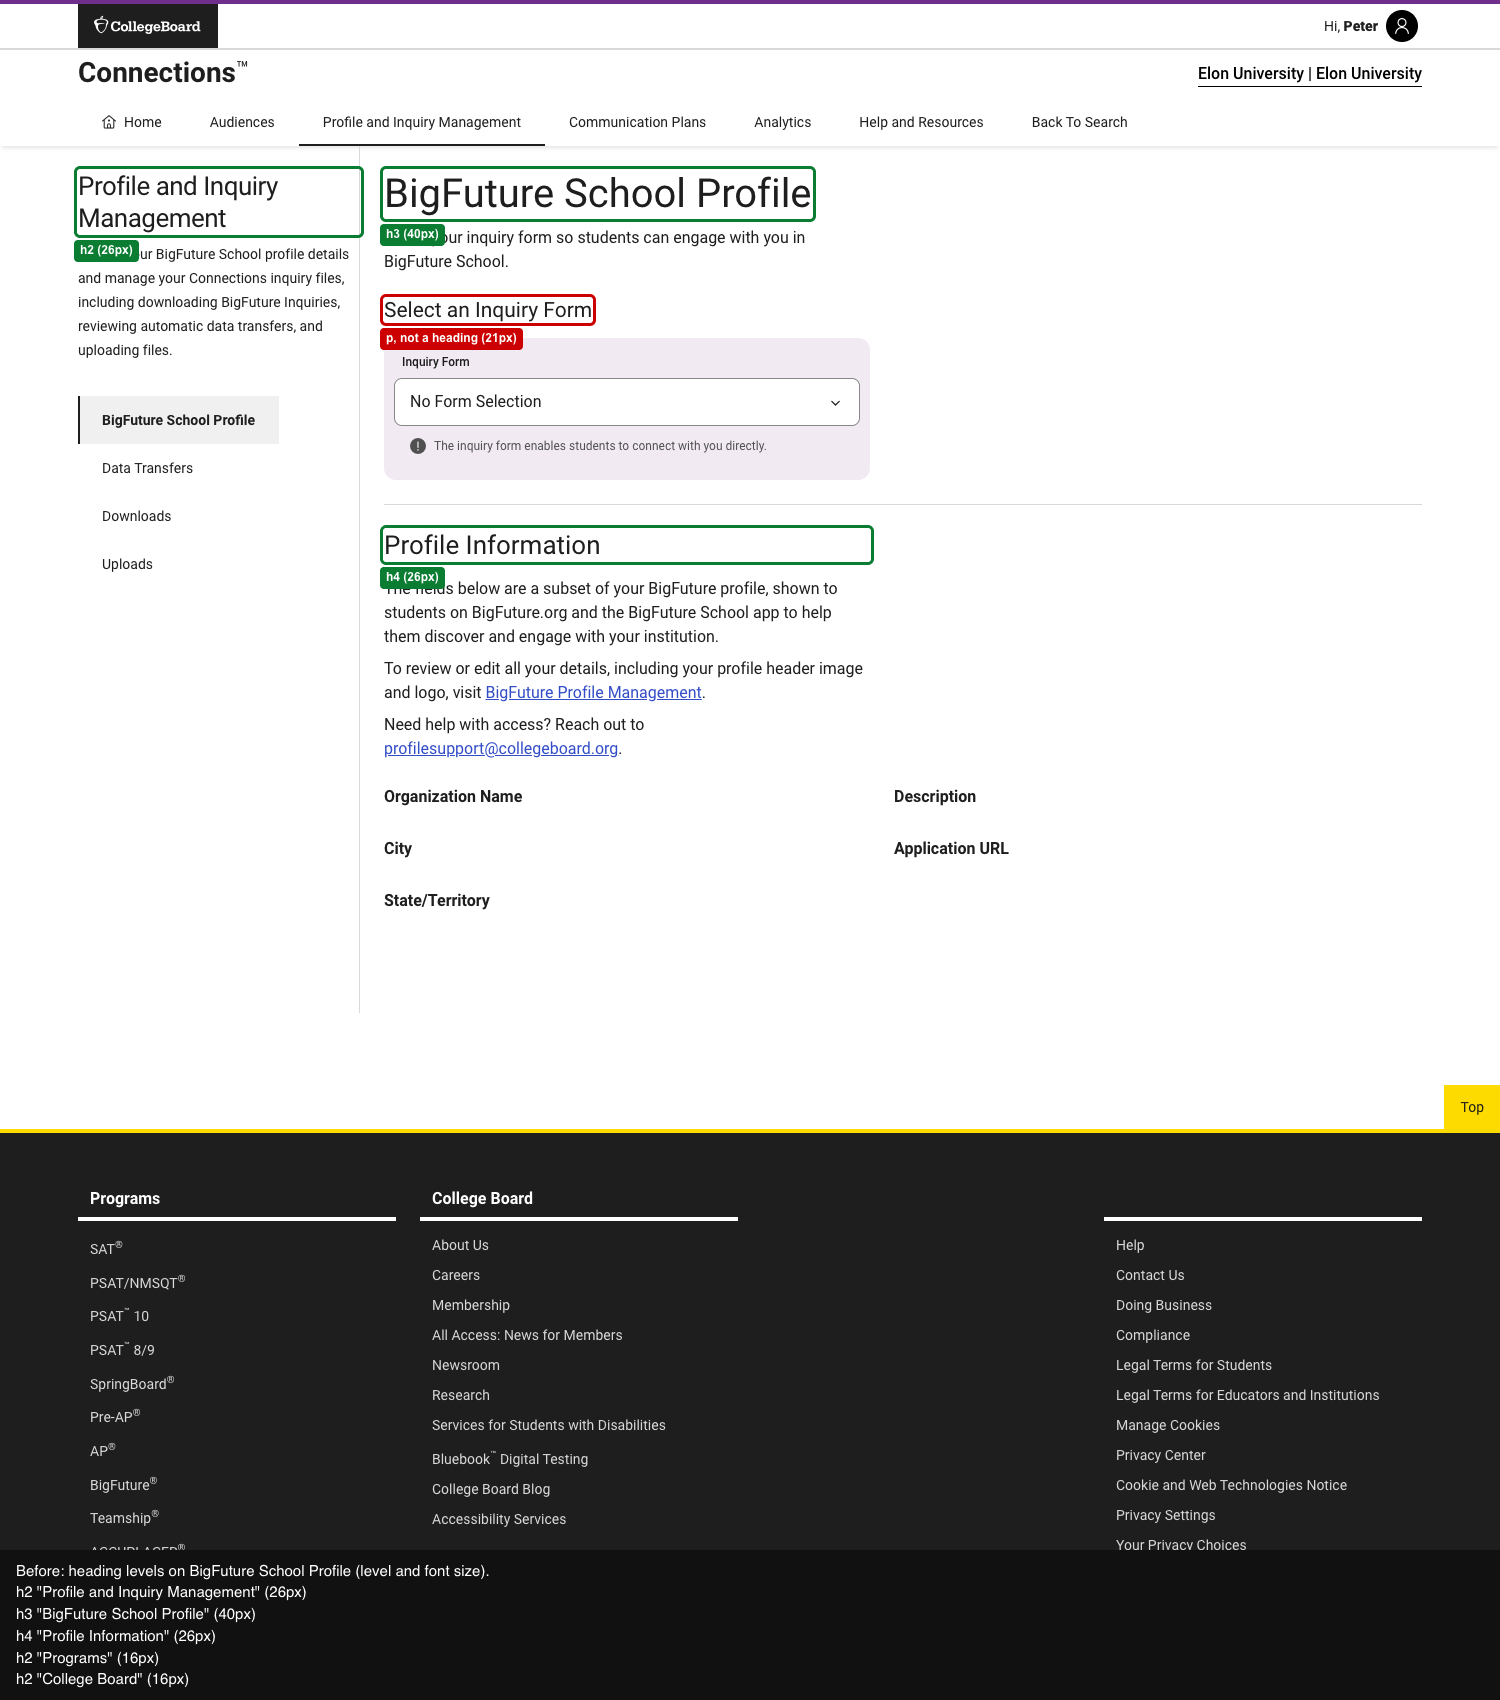 CollegeBoard
Hi, Peter
Connections™
Elon University | Elon University
Home
Audiences
Profile and Inquiry Management
Communication Plans
Analytics
Help and Resources
Back To Search
Profile and Inquiry
Management
h2 (26px)
ur BigFuture School profile details
and manage your Connections inquiry files,
including downloading BigFuture Inquiries,
reviewing automatic data transfers, and
uploading files.
BigFuture School Profile
Data Transfers
Downloads
Uploads
BigFuture School Profile
h3 (40px)
our inquiry form so students can engage with you in
BigFuture School.
Select an Inquiry Form
p, not a heading (21px)
Inquiry Form
No Form Selection
The inquiry form enables students to connect with you directly.
Profile Information
h4 (26px)
The fields below are a subset of your BigFuture profile, shown to
students on BigFuture.org and the BigFuture School app to help
them discover and engage with your institution.
To review or edit all your details, including your profile header image
and logo, visit BigFuture Profile Management.
Need help with access? Reach out to
profilesupport@collegeboard.org.
Organization Name
Description
City
Application URL
State/Territory
Top
Programs
SAT®
PSAT/NMSQT®
PSAT™ 10
PSAT™ 8/9
SpringBoard®
Pre-AP®
AP®
BigFuture®
Teamship®
ACCUPLACER®
College Board
About Us
Careers
Membership
All Access: News for Members
Newsroom
Research
Services for Students with Disabilities
Bluebook™ Digital Testing
College Board Blog
Accessibility Services
Help
Contact Us
Doing Business
Compliance
Legal Terms for Students
Legal Terms for Educators and Institutions
Manage Cookies
Privacy Center
Cookie and Web Technologies Notice
Privacy Settings
Your Privacy Choices
Before: heading levels on BigFuture School Profile (level and font size).
h2 "Profile and Inquiry Management" (26px)
h3 "BigFuture School Profile" (40px)
h4 "Profile Information" (26px)
h2 "Programs" (16px)
h2 "College Board" (16px)